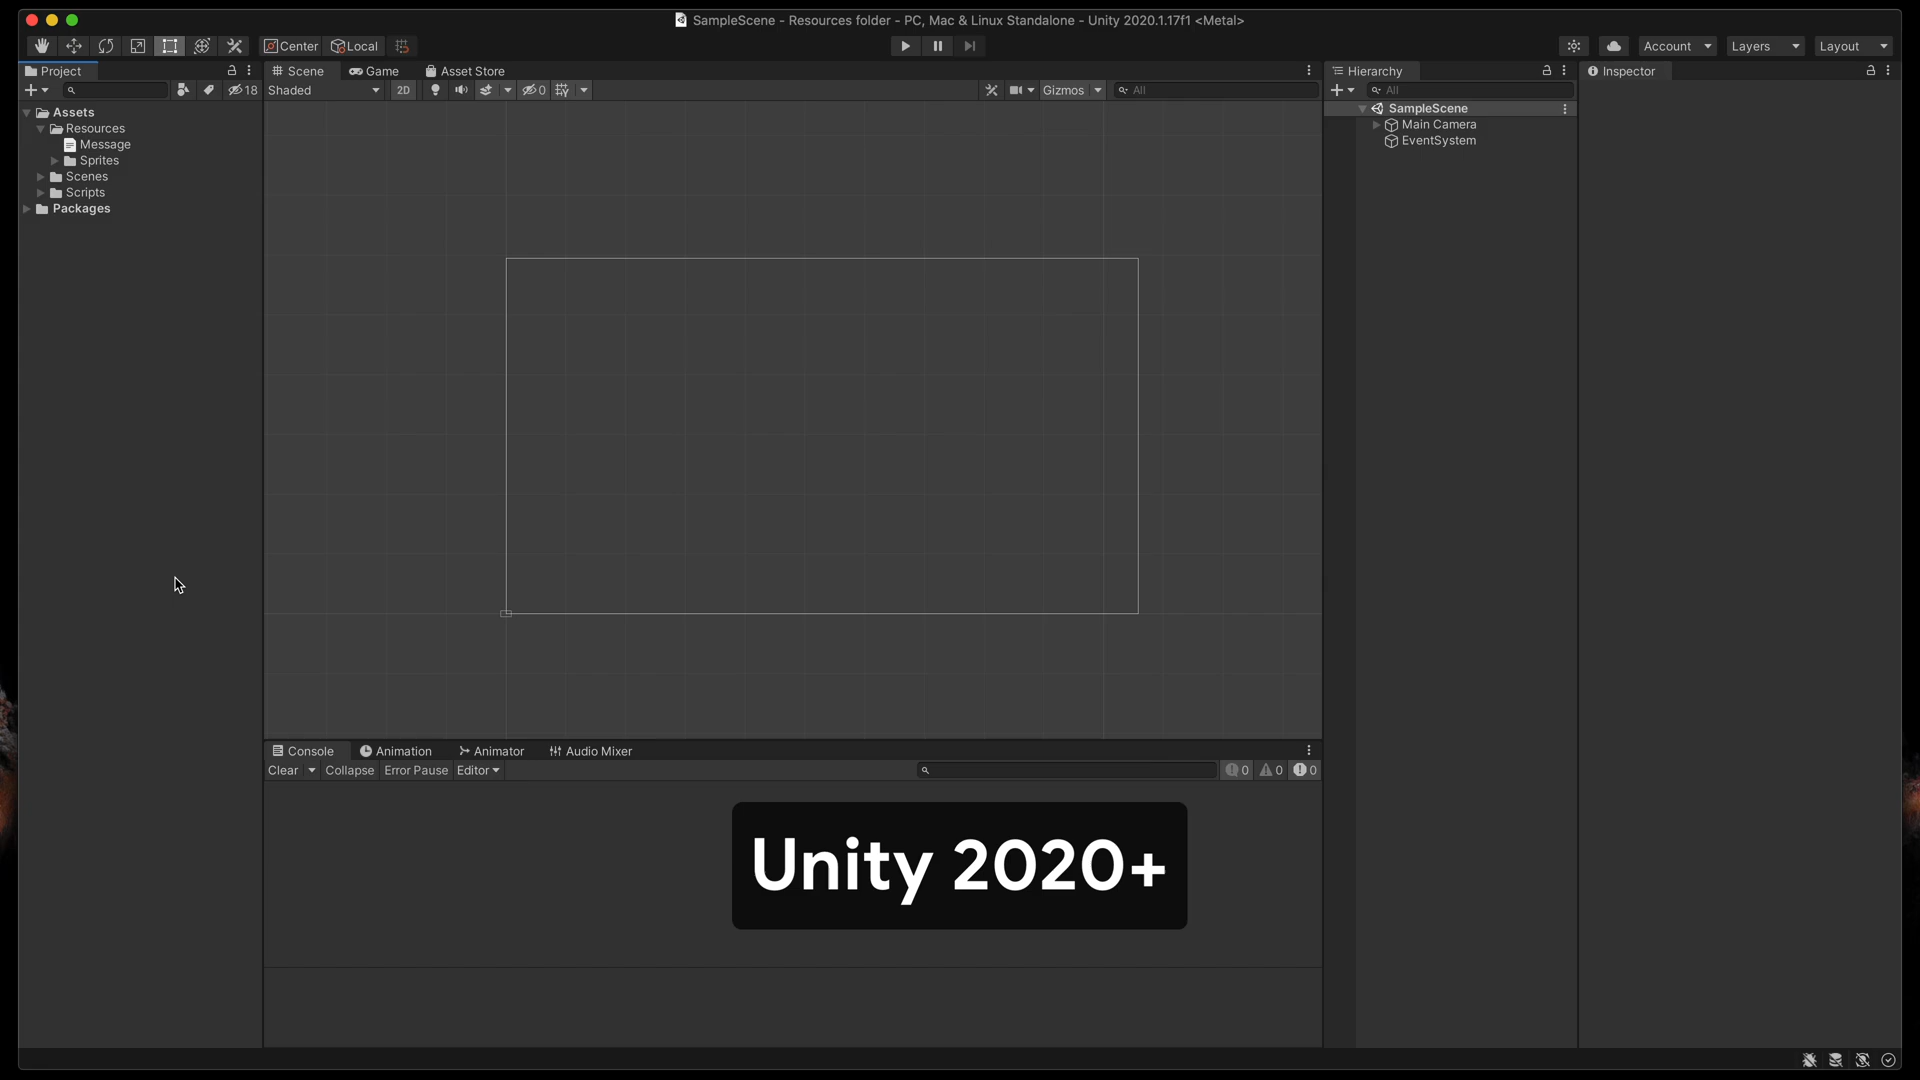 SampleScene - Resources folder - PC, Mac & Linux Standalone - Unity 2020.1.17f1 <Metal>
Center
Local
Account
Layers
Layout
Project
18
Assets
Resources
Message
Sprites
Scenes
Scripts
Packages
Scene
Game
Asset Store
Shaded
2D
0
Gizmos
All
Hierarchy
All
SampleScene
Main Camera
EventSystem
Inspector
Console
Animation
Animator
Audio Mixer
Clear
Collapse
Error Pause
Editor
0
0
0
Unity 2020+